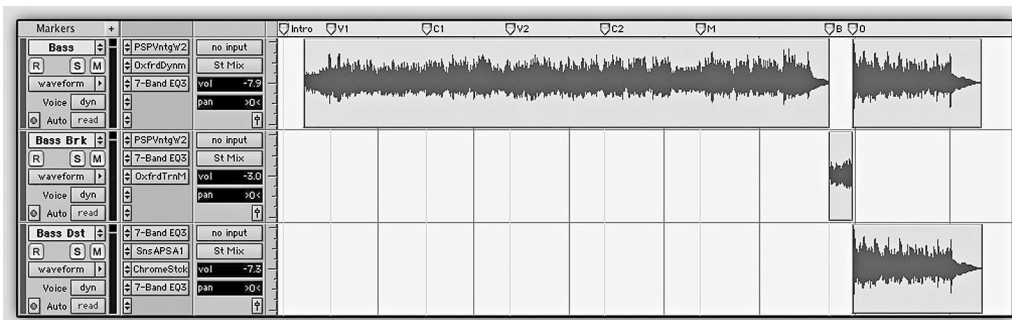 Markers + Intro V1 C1 V2 C2 M B O
Bass PSPVntgW2 no input
R S M OxfrdDynm St Mix
waveform 7-Band EQ3 vol -7.9
Voice dyn pan >0<
Auto read
Bass Brk PSPVntgW2 no input
R S M 7-Band EQ3 St Mix
waveform OxfrdTrnM vol -3.0
Voice dyn pan >0<
Auto read
Bass Dst 7-Band EQ3 no input
R S M SnsAPSA1 St Mix
waveform ChromeStck vol -7.3
Voice dyn 7-Band EQ3 pan >0<
Auto read